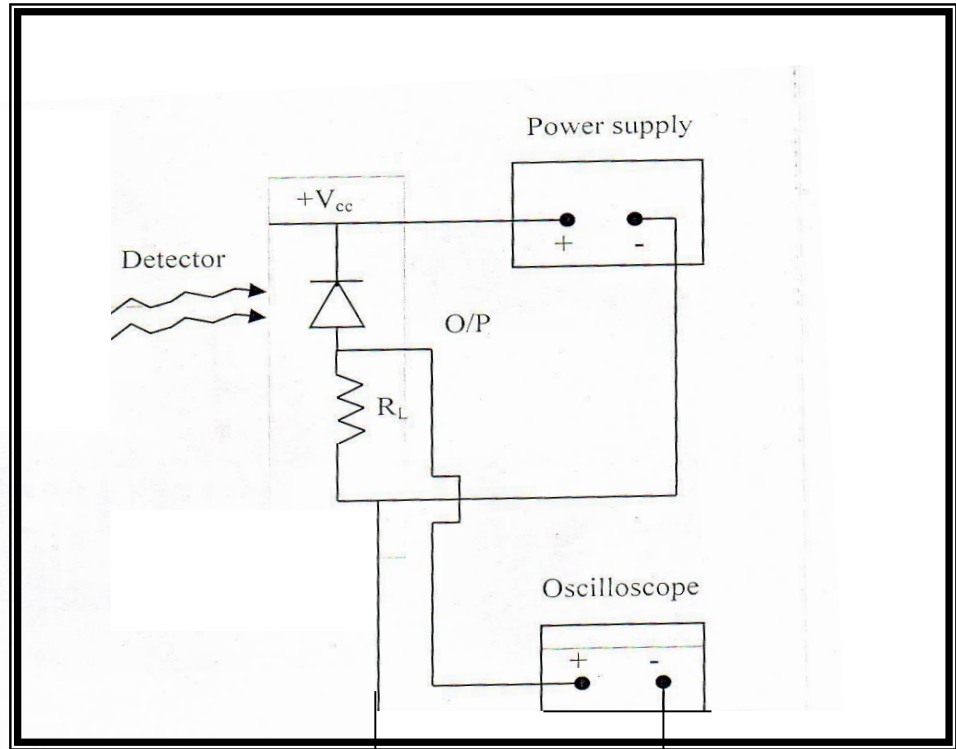 Power supply
+Vcc
+ -
Detector
O/P
RL
Oscilloscope
+ -